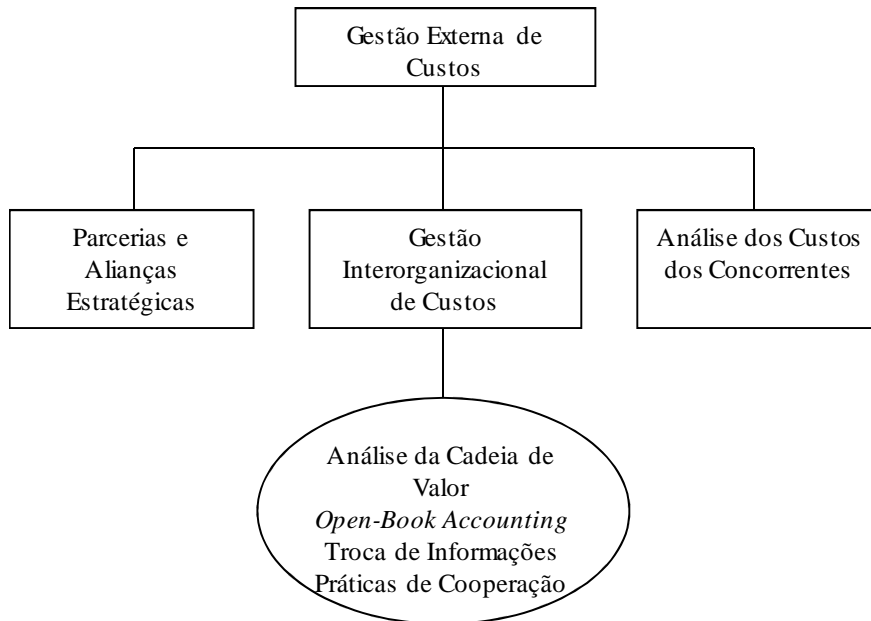 Gestão Externa de
Custos
Parcerias e
Alianças
Estratégicas
Gestão
Interorganizacional
de Custos
Análise dos Custos
dos Concorrentes
Análise da Cadeia de
Valor
Open-Book Accounting
Troca de Informações
Práticas de Cooperação